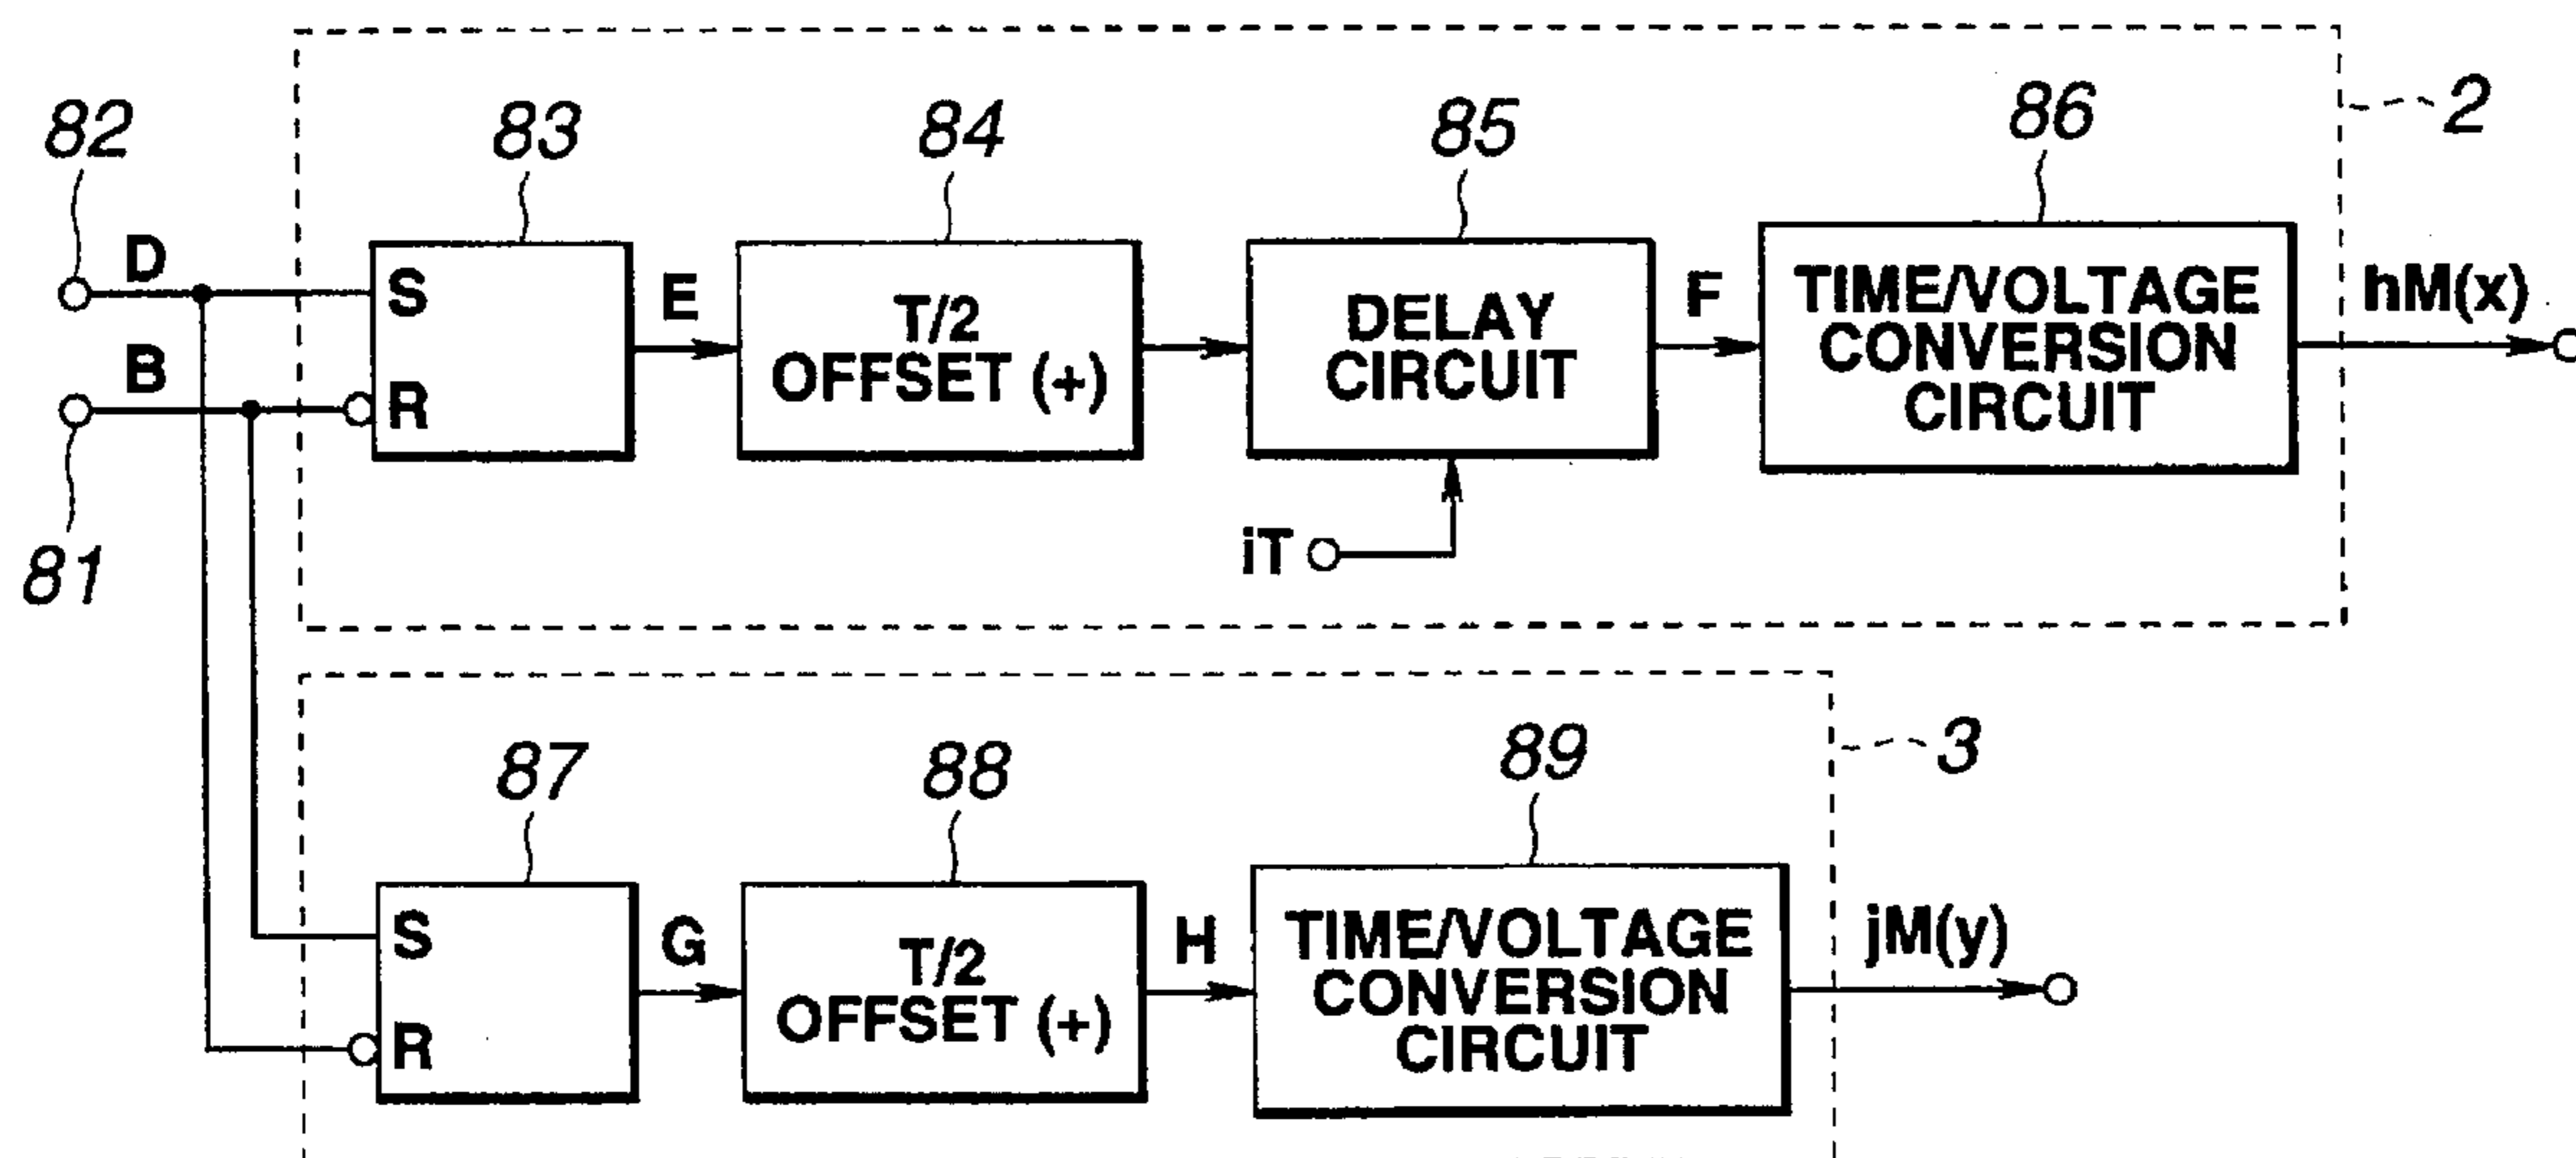 82
83
84
85
86
2
D
S
E
T/2
OFFSET (+)
DELAY
CIRCUIT
F
TIME/VOLTAGE
CONVERSION
CIRCUIT
hM(x)
B
R
81
iT
87
88
89
3
S
G
T/2
OFFSET (+)
H
TIME/VOLTAGE
CONVERSION
CIRCUIT
jM(y)
R